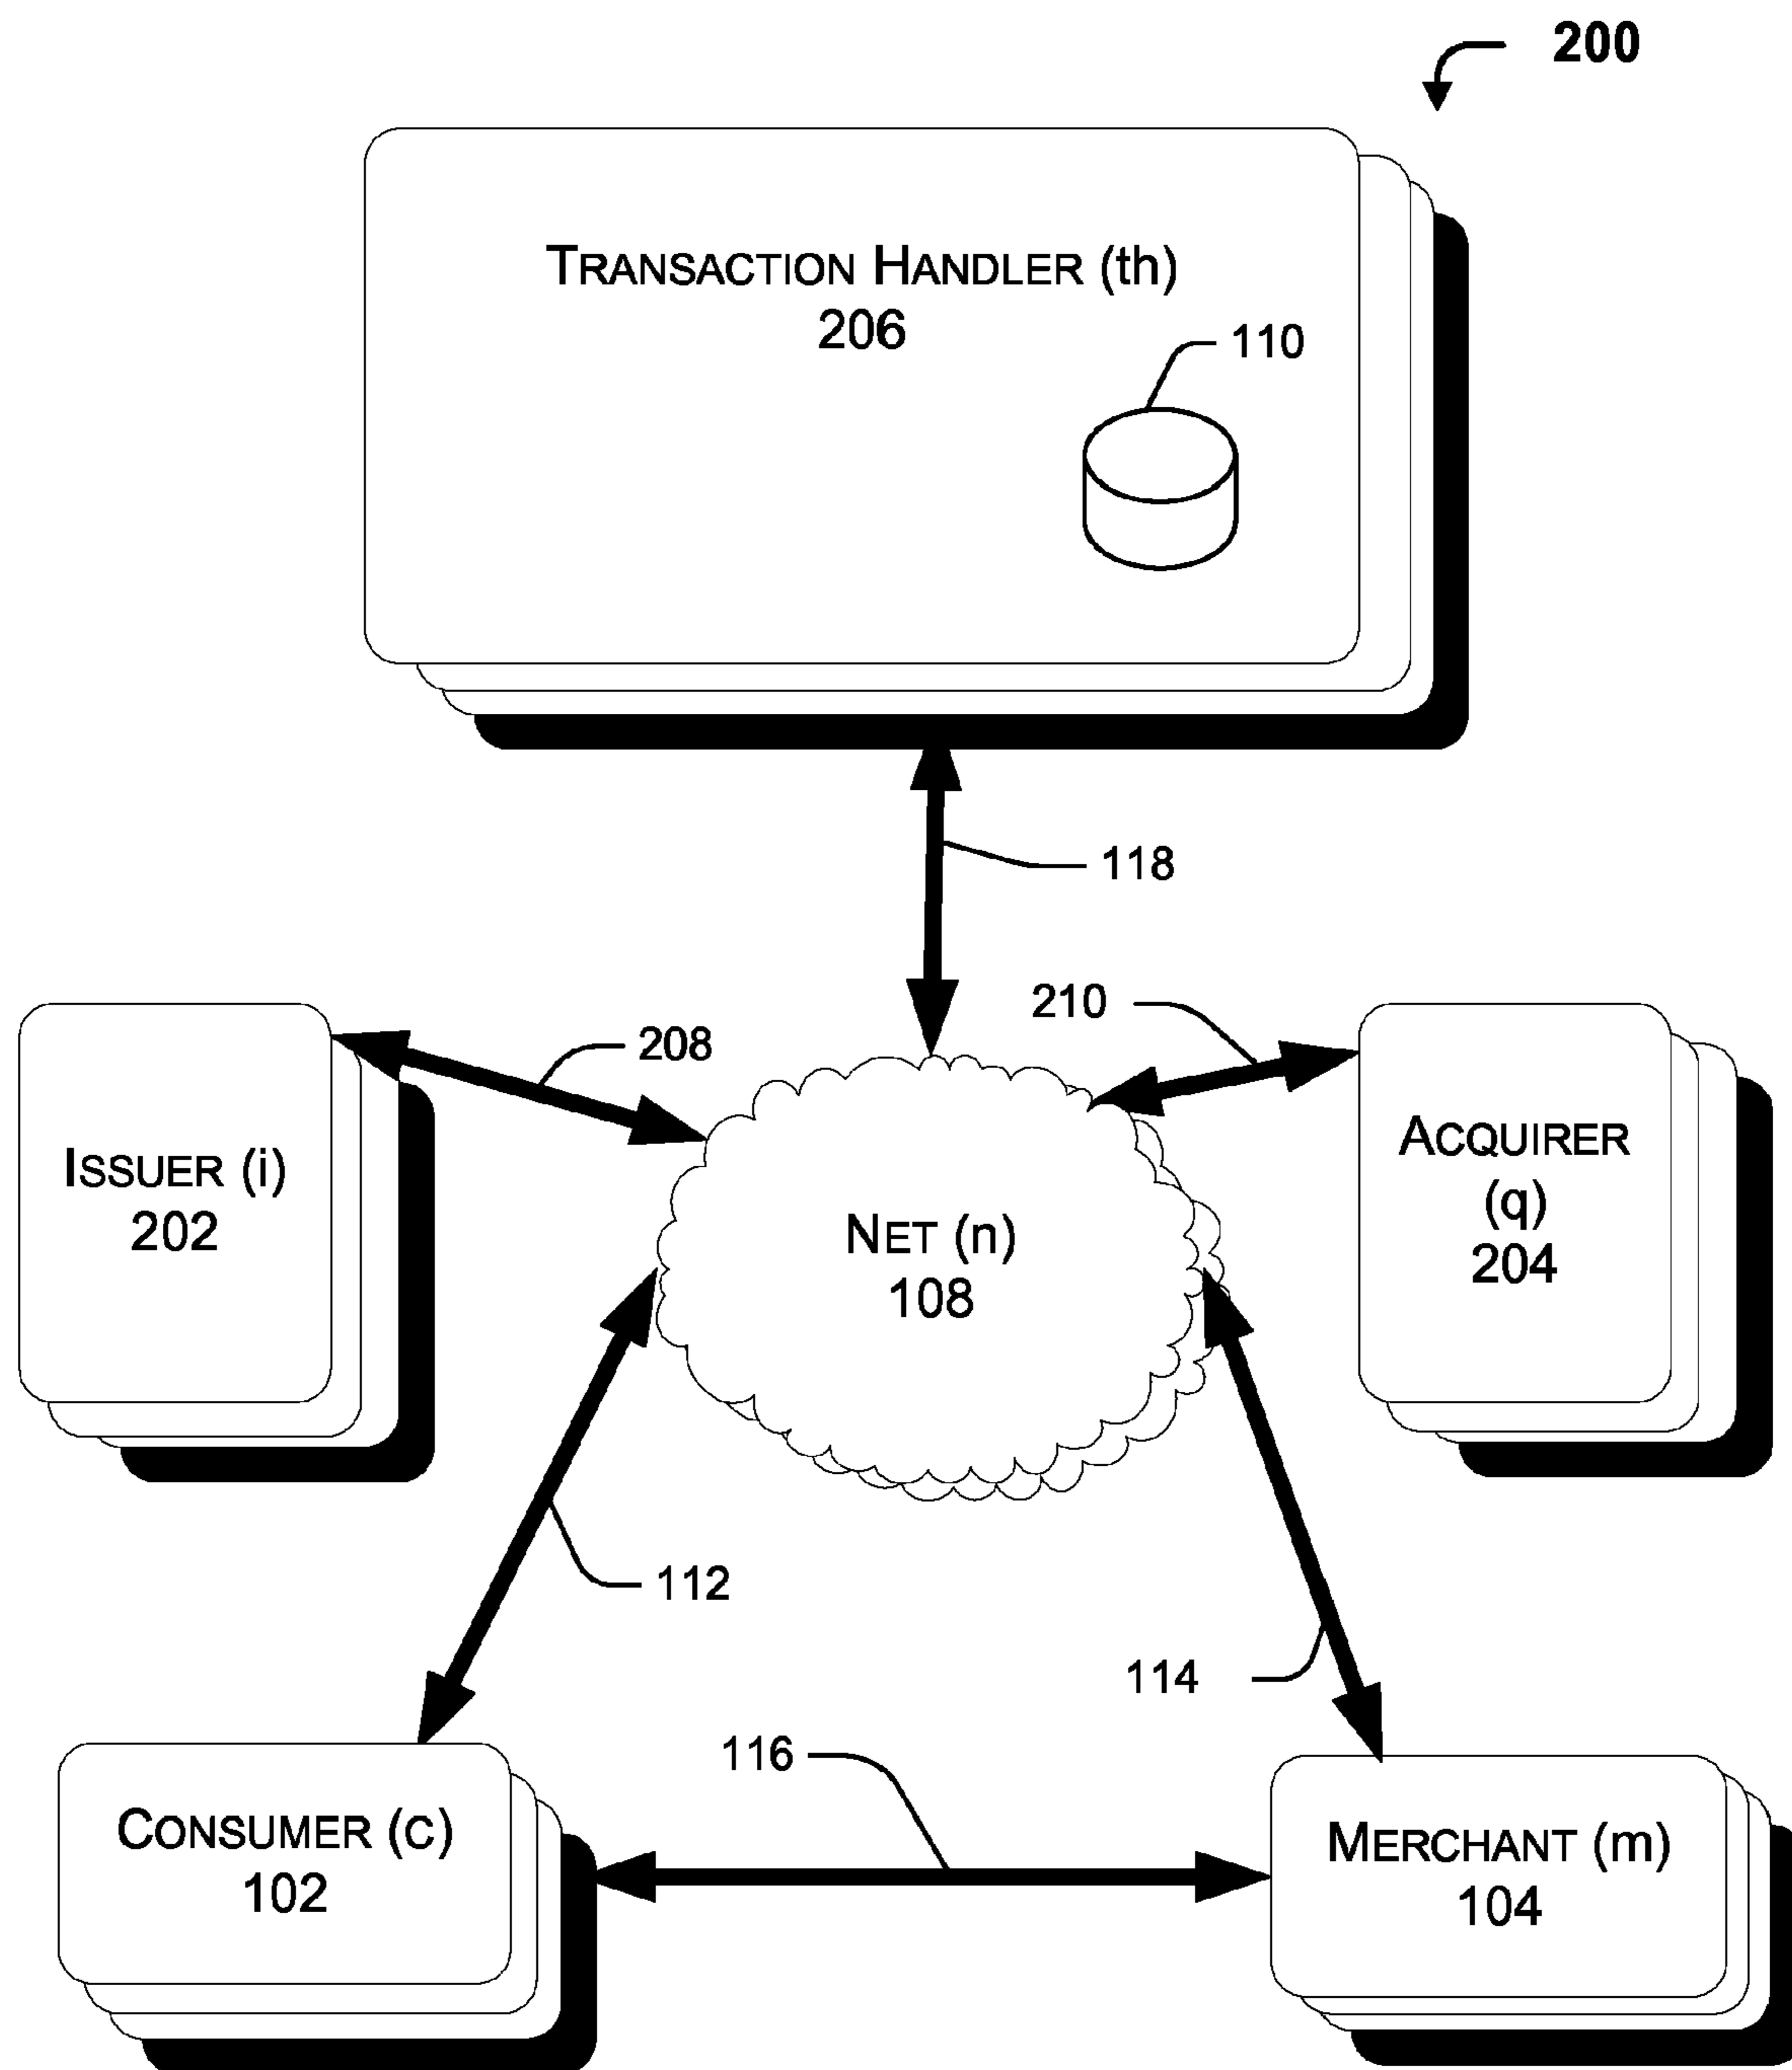 200
TRANSACTION HANDLER (th)
206
110
118
210
208
ISSUER (i)
202
ACQUIRER
(q)
204
NET (n)
108
112
114
116
CONSUMER (c)
102
MERCHANT (m)
104